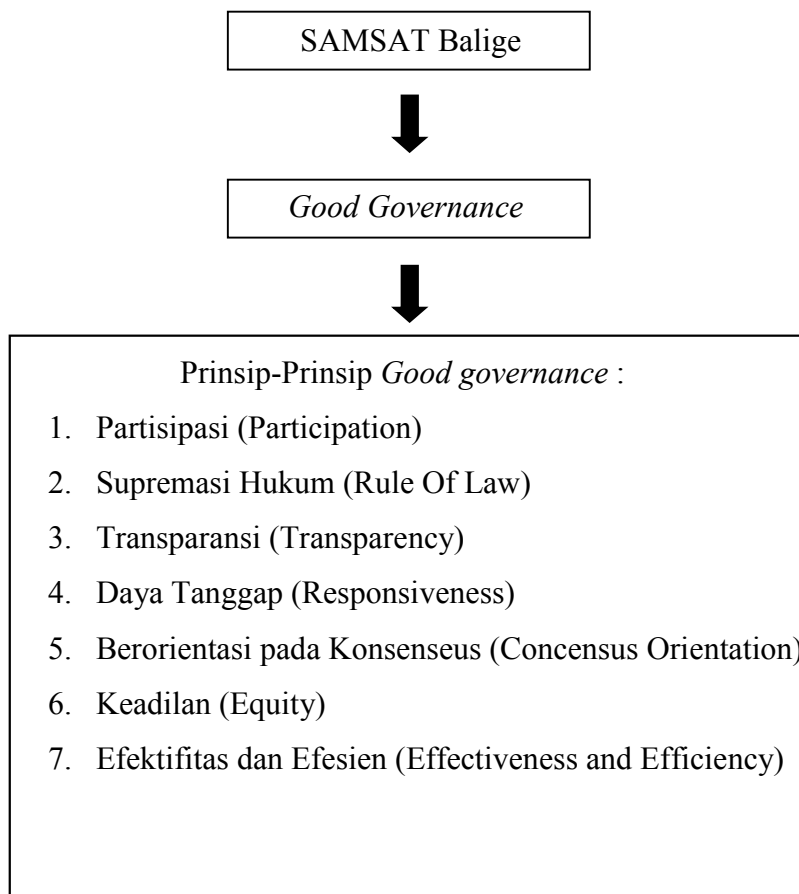 SAMSAT Balige
Good Governance
Prinsip-Prinsip Good governance :
1. Partisipasi (Participation)
2. Supremasi Hukum (Rule Of Law)
3. Transparansi (Transparency)
4. Daya Tanggap (Responsiveness)
5. Berorientasi pada Konsenseus (Concensus Orientation)
6. Keadilan (Equity)
7. Efektifitas dan Efesien (Effectiveness and Efficiency)